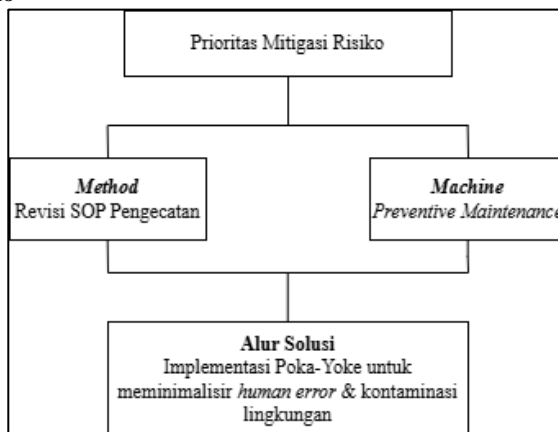 Prioritas Mitigasi Risiko
Method
Revisi SOP Pengecatan
Machine
Preventive Maintenance
Alur Solusi
Implementasi Poka-Yoke untuk
meminimalisir human error & kontaminasi
lingkungan